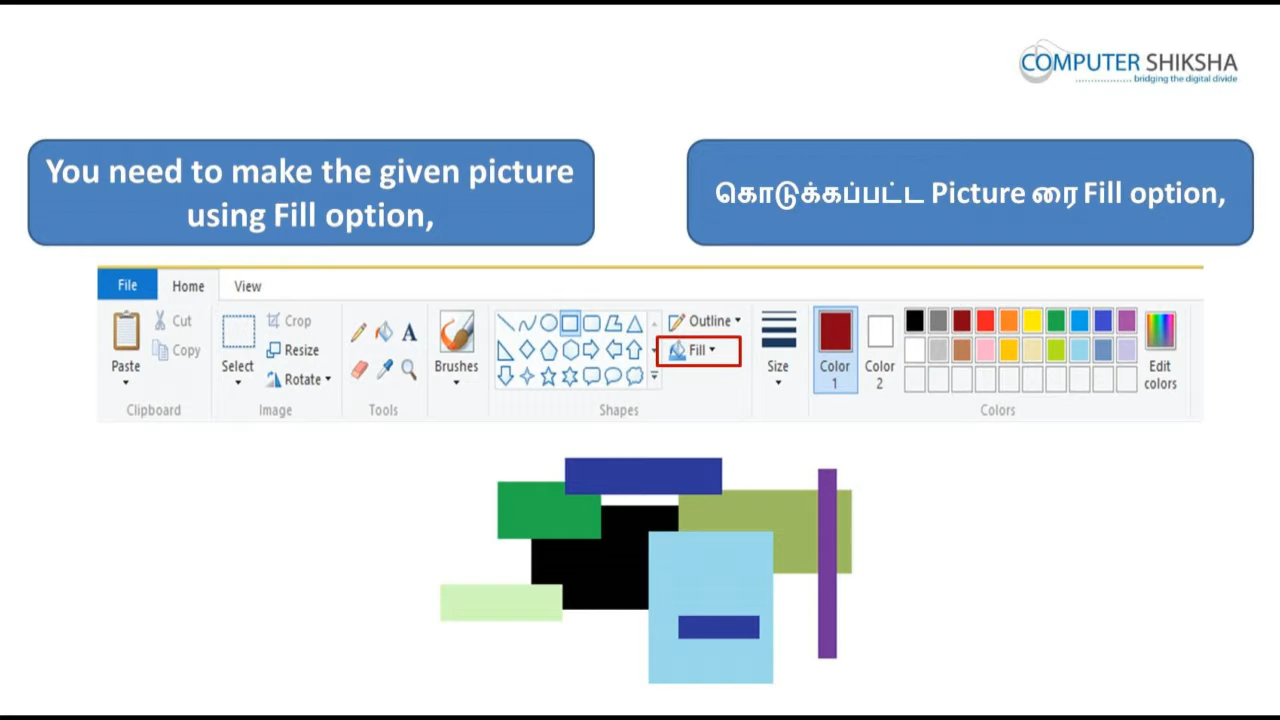 COMPUTER SHIKSHA
bridging the digital divide
You need to make the given picture
using Fill option,
கொடுக்கப்பட்ட Picture ரை Fill option,
File Home View
Cut
Copy
Paste
Clipboard
Crop
Resize
Rotate
Select
Image
A
Tools
Brushes
Outline
Fill
Shapes
Size
Color
1
Color
2
Edit
colors
Colors